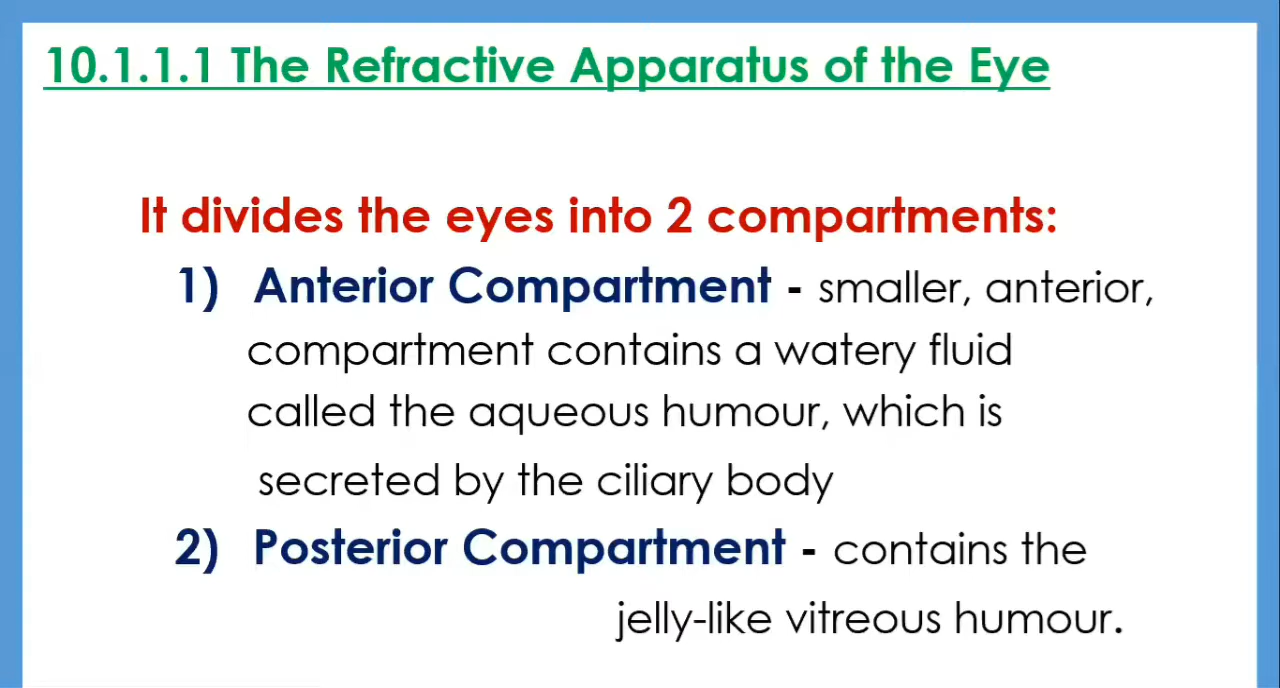 10.1.1.1 The Refractive Apparatus of the Eye
It divides the eyes into 2 compartments:
1) Anterior Compartment - smaller, anterior,
compartment contains a watery fluid
called the aqueous humour, which is
secreted by the ciliary body
2) Posterior Compartment - contains the
jelly-like vitreous humour.